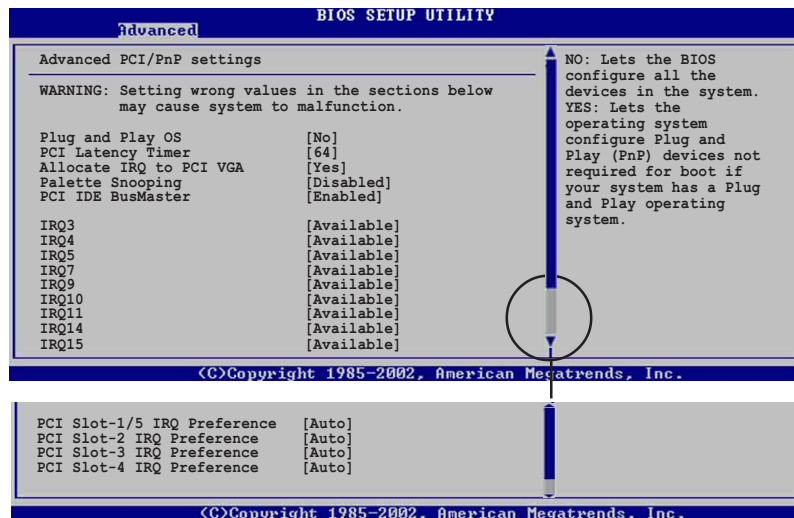 BIOS SETUP UTILITY
Advanced
Advanced PCI/PnP settings
WARNING: Setting wrong values in the sections below
may cause system to malfunction.
Plug and Play OS [No]
PCI Latency Timer [64]
Allocate IRQ to PCI VGA [Yes]
Palette Snooping [Disabled]
PCI IDE BusMaster [Enabled]
IRQ3 [Available]
IRQ4 [Available]
IRQ5 [Available]
IRQ7 [Available]
IRQ9 [Available]
IRQ10 [Available]
IRQ11 [Available]
IRQ14 [Available]
IRQ15 [Available]
NO: Lets the BIOS
configure all the
devices in the system.
YES: Lets the
operating system
configure Plug and
Play (PnP) devices not
required for boot if
your system has a Plug
and Play operating
system.
(C)Copyright 1985-2002, American Megatrends, Inc.
PCI Slot-1/5 IRQ Preference [Auto]
PCI Slot-2 IRQ Preference [Auto]
PCI Slot-3 IRQ Preference [Auto]
PCI Slot-4 IRQ Preference [Auto]
(C)Copyright 1985-2002, American Megatrends, Inc.